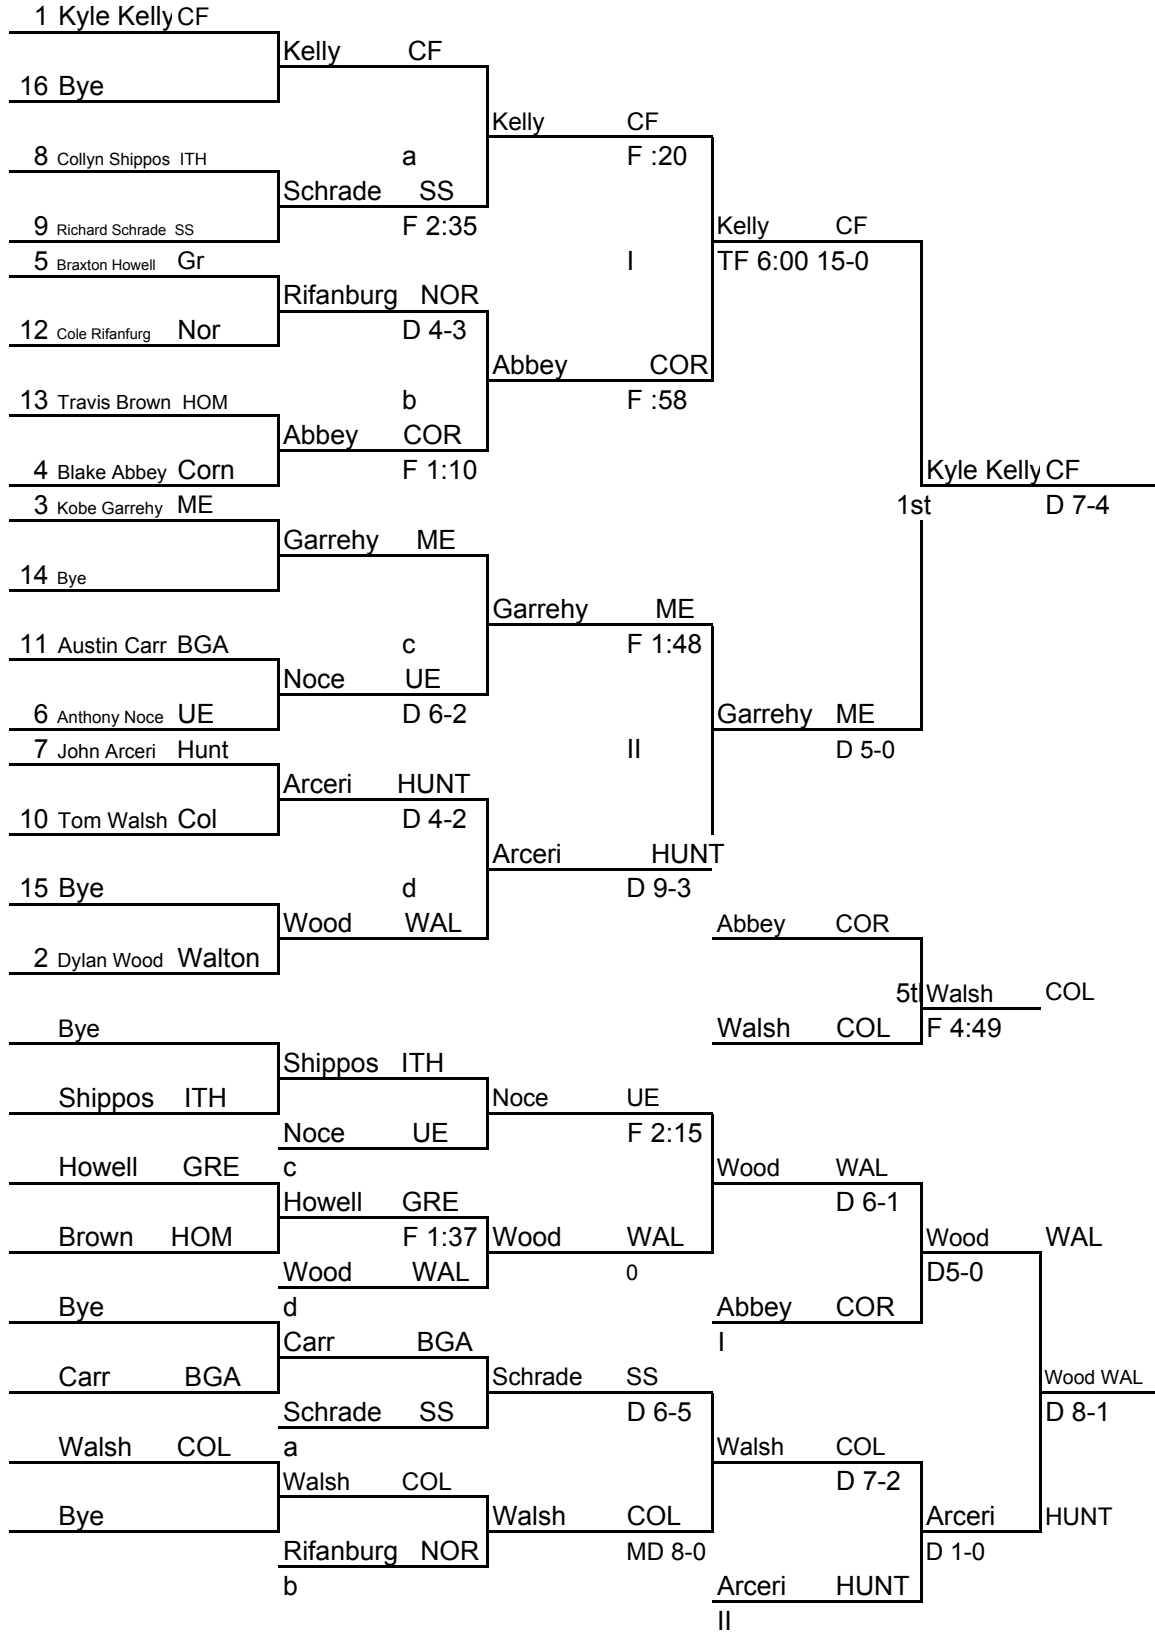 1 Kyle Kelly CF
Kelly CF
16 Bye
Kelly CF
8 Collyn Shippos ITH a F :20
Schrade SS
9 Richard Schrade SS F 2:35 Kelly CF
5 Braxton Howell Gr I TF 6:00 15-0
Rifanburg NOR
12 Cole Rifanfurg Nor D 4-3
Abbey COR
13 Travis Brown HOM b F :58
Abbey COR
4 Blake Abbey Corn F 1:10 Kyle Kelly CF
3 Kobe Garrehy ME 1st D 7-4
Garrehy ME
14 Bye
Garrehy ME
11 Austin Carr BGA c F 1:48
Noce UE
6 Anthony Noce UE D 6-2 Garrehy ME
7 John Arceri Hunt II D 5-0
Arceri HUNT
10 Tom Walsh Col D 4-2
Arceri HUNT
15 Bye d D 9-3
Wood WAL Abbey COR
2 Dylan Wood Walton
5t Walsh COL
Bye Walsh COL F 4:49
Shippos ITH
Shippos ITH Noce UE
Noce UE F 2:15
Howell GRE c Wood WAL
Howell GRE D 6-1
Brown HOM F 1:37 Wood WAL Wood WAL
Wood WAL 0 D5-0
Bye d Abbey COR
Carr BGA I
Carr BGA Schrade SS Wood WAL
Schrade SS D 6-5 D 8-1
Walsh COL a Walsh COL
Walsh COL D 7-2
Bye Walsh COL Arceri HUNT
Rifanburg NOR MD 8-0 D 1-0
b Arceri HUNT
II